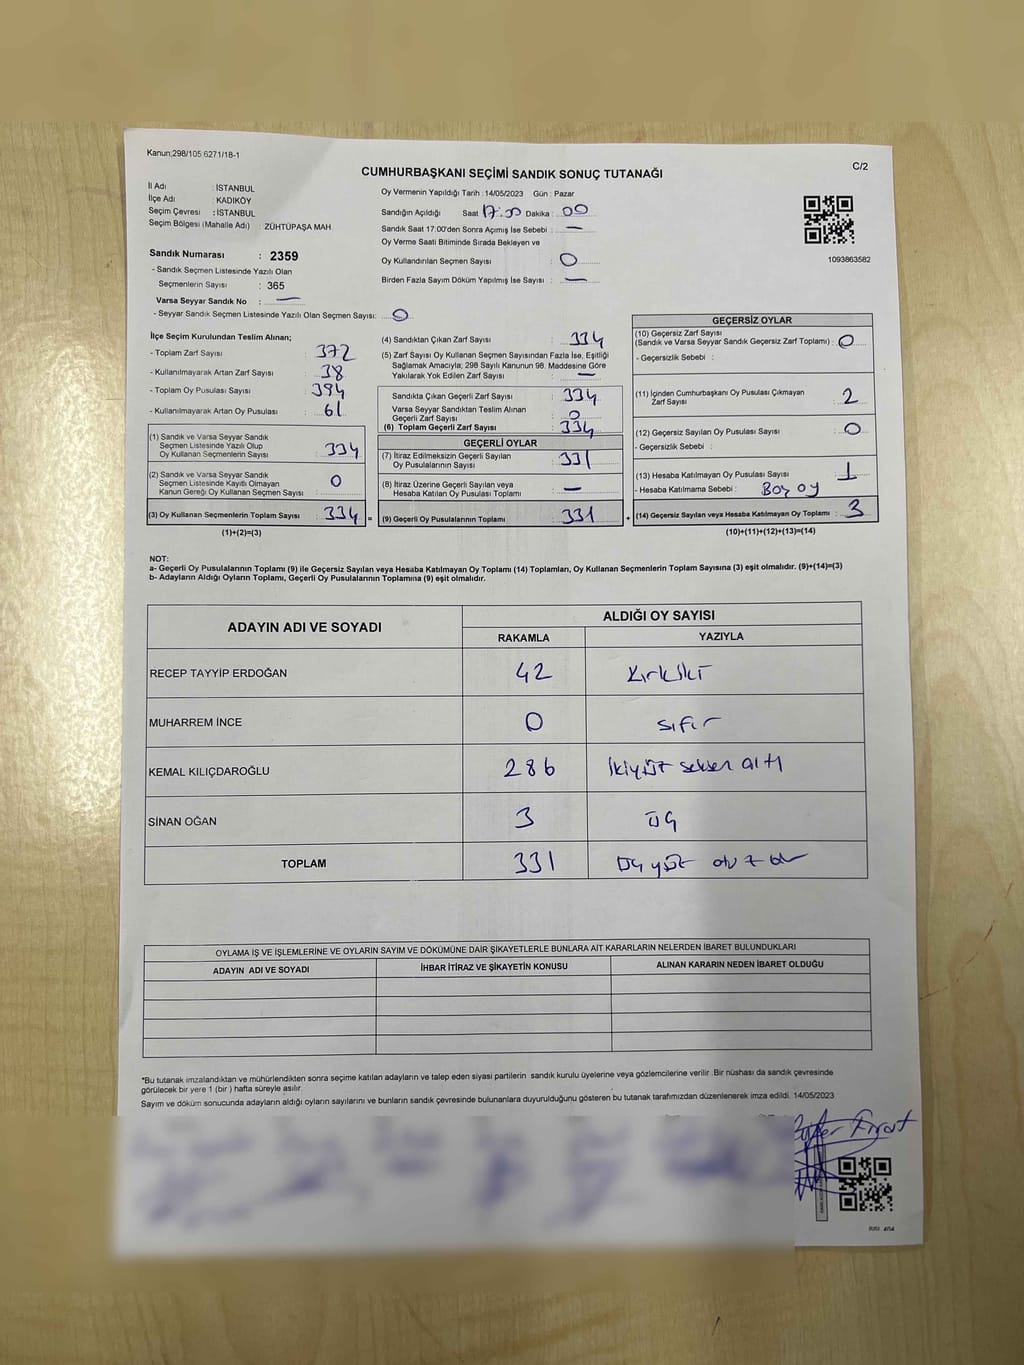 Kanun;298/105 6271/18-1
C/2
CUMHURBAŞKANI SEÇİMİ SANDIK SONUÇ TUTANAĞI
İl Adı : İSTANBUL
İlçe Adı : KADIKÖY
Seçim Çevresi : İSTANBUL
Seçim Bölgesi (Mahalle Adı) : ZÜHTÜPAŞA MAH.
Sandık Numarası : 2359
- Sandık Seçmen Listesinde Yazılı Olan
Seçmenlerin Sayısı : 365
Varsa Seyyar Sandık No : —
- Seyyar Sandık Seçmen Listesinde Yazılı Olan Seçmen Sayısı: 0
Oy Vermenin Yapıldığı Tarih : 14/05/2023 Gün : Pazar
Sandığın Açıldığı Saat 17:00 Dakika : 00
Sandık Saat 17:00'den Sonra Açımış İse Sebebi : —
Oy Verme Saati Bitiminde Sırada Bekleyen ve
Oy Kullandırılan Seçmen Sayısı : 0
Birden Fazla Sayım Döküm Yapılmış İse Sayısı : —
1093863582
İlçe Seçim Kurulundan Teslim Alınan;
- Toplam Zarf Sayısı : 372
- Kullanılmayarak Artan Zarf Sayısı : 38
- Toplam Oy Pusulası Sayısı : 394
- Kullanılmayarak Artan Oy Pusulası : 61
(1) Sandık ve Varsa Seyyar Sandık
Seçmen Listesinde Yazılı Olup
Oy Kullanan Seçmenlerin Sayısı : 334
(2) Sandık ve Varsa Seyyar Sandık
Seçmen Listesinde Kayıtlı Olmayan
Kanun Gereği Oy Kullanan Seçmen Sayısı : 0
(3) Oy Kullanan Seçmenlerin Toplam Sayısı : 334 =
(1)+(2)=(3)
(4) Sandıktan Çıkan Zarf Sayısı : 334
(5) Zarf Sayısı Oy Kullanan Seçmen Sayısından Fazla İse, Eşitliği
Sağlamak Amacıyla; 298 Sayılı Kanunun 98. Maddesine Göre
Yakılarak Yok Edilen Zarf Sayısı : —
Sandıkta Çıkan Geçerli Zarf Sayısı : 334
Varsa Seyyar Sandıktan Teslim Alınan
Geçerli Zarf Sayısı : 0
(6) Toplam Geçerli Zarf Sayısı : 334
GEÇERLİ OYLAR
(7) İtiraz Edilmeksizin Geçerli Sayılan
Oy Pusulalarının Sayısı : 331
(8) İtiraz Üzerine Geçerli Sayılan veya
Hesaba Katılan Oy Pusulaları Toplamı : —
(9) Geçerli Oy Pusulalarının Toplamı : 331 +
GEÇERSİZ OYLAR
(10) Geçersiz Zarf Sayısı
(Sandık ve Varsa Seyyar Sandık Geçersiz Zarf Toplamı) : 0
- Geçersizlik Sebebi :
(11) İçinden Cumhurbaşkanı Oy Pusulası Çıkmayan
Zarf Sayısı : 2
(12) Geçersiz Sayılan Oy Pusulası Sayısı : 0
- Geçersizlik Sebebi :
(13) Hesaba Katılmayan Oy Pusulası Sayısı : 1
- Hesaba Katılmama Sebebi : Boş oy
(14) Geçersiz Sayılan veya Hesaba Katılmayan Oy Toplamı : 3
(10)+(11)+(12)+(13)=(14)
NOT:
a- Geçerli Oy Pusulalarının Toplamı (9) ile Geçersiz Sayılan veya Hesaba Katılmayan Oy Toplamı (14) Toplamları, Oy Kullanan Seçmenlerin Toplam Sayısına (3) eşit olmalıdır. (9)+(14)=(3)
b- Adayların Aldığı Oyların Toplamı, Geçerli Oy Pusulalarının Toplamına (9) eşit olmalıdır.
ADAYIN ADI VE SOYADI ALDIĞI OY SAYISI
RAKAMLA YAZIYLA
RECEP TAYYİP ERDOĞAN 42 Kırkiki
MUHARREM İNCE 0 sıfır
KEMAL KILIÇDAROĞLU 286 İkiyüz seksen altı
SİNAN OĞAN 3 üç
TOPLAM 331 Üç yüz otuz bir
OYLAMA İŞ VE İŞLEMLERİNE VE OYLARIN SAYIM VE DÖKÜMÜNE DAİR ŞİKAYETLERLE BUNLARA AİT KARARLARIN NELERDEN İBARET BULUNDUKLARI
ADAYIN ADI VE SOYADI İHBAR İTİRAZ VE ŞİKAYETİN KONUSU ALINAN KARARIN NEDEN İBARET OLDUĞU
*Bu tutanak imzalandıktan ve mühürlendikten sonra seçime katılan adayların ve talep eden siyasi partilerin sandık kurulu üyelerine veya gözlemcilerine verilir .Bir nüshası da sandık çevresinde
görülecek bir yere 1 (bir ) hafta süreyle asılır.
Sayım ve döküm sonucunda adayların aldığı oyların sayılarını ve bunların sandık çevresinde bulunanlara duyurulduğunu gösteren bu tutanak tarafımızdan düzenlenerek imza edildi. 14/05/2023